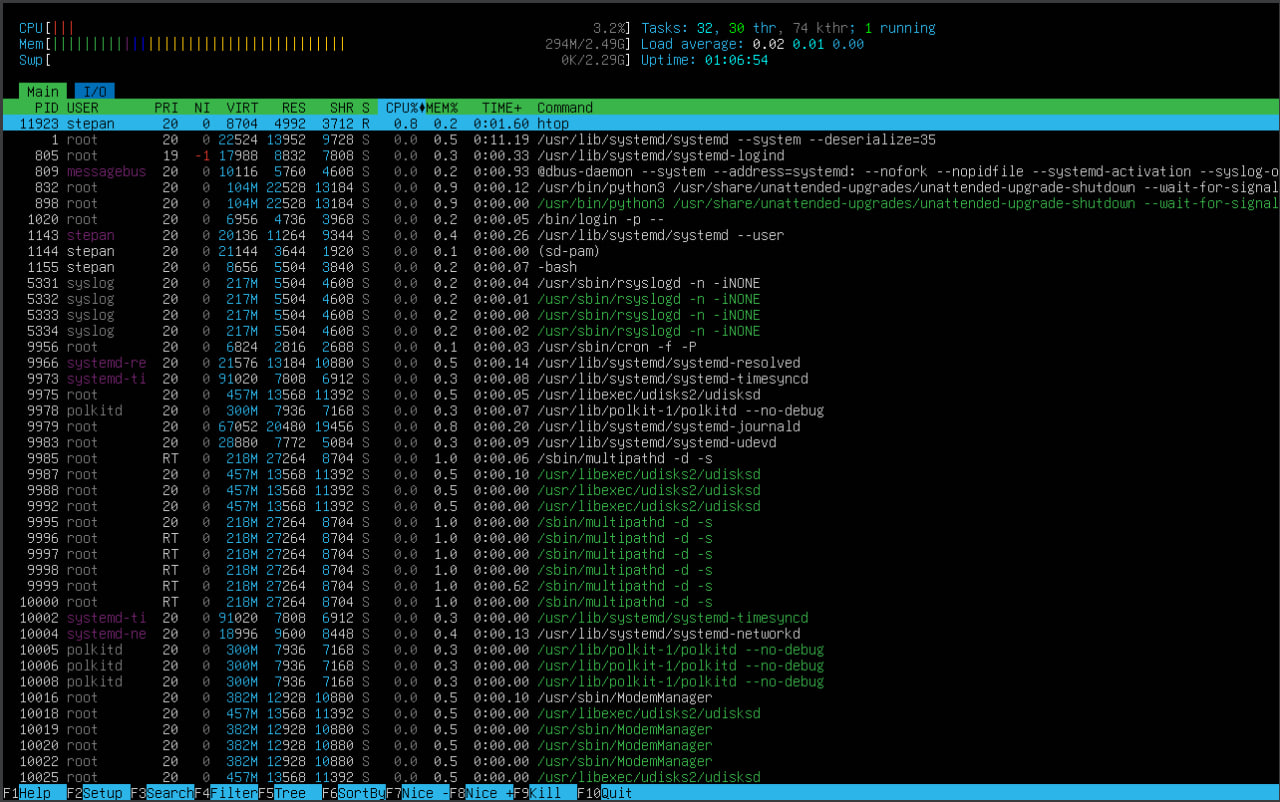 CPU[||| 3.2%] Tasks: 32, 30 thr, 74 kthr; 1 running
Mem[||||||||||||||||||||||||||||||||||||| 294M/2.49G] Load average: 0.02 0.01 0.00
Swp[ 0K/2.29G] Uptime: 01:06:54
Main I/O
PID USER PRI NI VIRT RES SHR S CPU% MEM% TIME+ Command
11923 stepan 20 0 8704 4992 3712 R 0.8 0.2 0:01.60 htop
1 root 20 0 22524 13952 9728 S 0.0 0.5 0:11.19 /usr/lib/systemd/systemd --system --deserialize=35
805 root 19 -1 17988 8832 7808 S 0.0 0.3 0:00.33 /usr/lib/systemd/systemd-logind
809 messagebus 20 0 10116 5760 4608 S 0.0 0.2 0:00.93 @dbus-daemon --system --address=systemd: --nofork --nopidfile --systemd-activation --syslog-o
832 root 20 0 104M 22528 13184 S 0.0 0.9 0:00.12 /usr/bin/python3 /usr/share/unattended-upgrades/unattended-upgrade-shutdown --wait-for-signal
898 root 20 0 104M 22528 13184 S 0.0 0.9 0:00.00 /usr/bin/python3 /usr/share/unattended-upgrades/unattended-upgrade-shutdown --wait-for-signal
1020 root 20 0 6956 4736 3968 S 0.0 0.2 0:00.05 /bin/login -p --
1143 stepan 20 0 20136 11264 9344 S 0.0 0.4 0:00.26 /usr/lib/systemd/systemd --user
1144 stepan 20 0 21144 3644 1920 S 0.0 0.1 0:00.00 (sd-pam)
1155 stepan 20 0 8656 5504 3840 S 0.0 0.2 0:00.07 -bash
5331 syslog 20 0 217M 5504 4608 S 0.0 0.2 0:00.04 /usr/sbin/rsyslogd -n -iNONE
5332 syslog 20 0 217M 5504 4608 S 0.0 0.2 0:00.01 /usr/sbin/rsyslogd -n -iNONE
5333 syslog 20 0 217M 5504 4608 S 0.0 0.2 0:00.00 /usr/sbin/rsyslogd -n -iNONE
5334 syslog 20 0 217M 5504 4608 S 0.0 0.2 0:00.02 /usr/sbin/rsyslogd -n -iNONE
9956 root 20 0 6824 2816 2688 S 0.0 0.1 0:00.03 /usr/sbin/cron -f -P
9966 systemd-re 20 0 21576 13184 10880 S 0.0 0.5 0:00.14 /usr/lib/systemd/systemd-resolved
9973 systemd-ti 20 0 91020 7808 6912 S 0.0 0.3 0:00.08 /usr/lib/systemd/systemd-timesyncd
9975 root 20 0 457M 13568 11392 S 0.0 0.5 0:00.05 /usr/libexec/udisks2/udisksd
9978 polkitd 20 0 300M 7936 7168 S 0.0 0.3 0:00.07 /usr/lib/polkit-1/polkitd --no-debug
9979 root 20 0 67052 20480 19456 S 0.0 0.8 0:00.20 /usr/lib/systemd/systemd-journald
9983 root 20 0 28880 7772 5084 S 0.0 0.3 0:00.09 /usr/lib/systemd/systemd-udevd
9985 root RT 0 218M 27264 8704 S 0.0 1.0 0:00.06 /sbin/multipathd -d -s
9987 root 20 0 457M 13568 11392 S 0.0 0.5 0:00.10 /usr/libexec/udisks2/udisksd
9988 root 20 0 457M 13568 11392 S 0.0 0.5 0:00.00 /usr/libexec/udisks2/udisksd
9992 root 20 0 457M 13568 11392 S 0.0 0.5 0:00.00 /usr/libexec/udisks2/udisksd
9995 root RT 0 218M 27264 8704 S 0.0 1.0 0:00.00 /sbin/multipathd -d -s
9996 root RT 0 218M 27264 8704 S 0.0 1.0 0:00.00 /sbin/multipathd -d -s
9997 root RT 0 218M 27264 8704 S 0.0 1.0 0:00.00 /sbin/multipathd -d -s
9998 root RT 0 218M 27264 8704 S 0.0 1.0 0:00.00 /sbin/multipathd -d -s
9999 root RT 0 218M 27264 8704 S 0.0 1.0 0:00.62 /sbin/multipathd -d -s
10000 root RT 0 218M 27264 8704 S 0.0 1.0 0:00.00 /sbin/multipathd -d -s
10002 systemd-ti 20 0 91020 7808 6912 S 0.0 0.3 0:00.00 /usr/lib/systemd/systemd-timesyncd
10004 systemd-ne 20 0 18996 9600 8448 S 0.0 0.4 0:00.13 /usr/lib/systemd/systemd-networkd
10005 polkitd 20 0 300M 7936 7168 S 0.0 0.3 0:00.00 /usr/lib/polkit-1/polkitd --no-debug
10006 polkitd 20 0 300M 7936 7168 S 0.0 0.3 0:00.00 /usr/lib/polkit-1/polkitd --no-debug
10008 polkitd 20 0 300M 7936 7168 S 0.0 0.3 0:00.00 /usr/lib/polkit-1/polkitd --no-debug
10016 root 20 0 382M 12928 10880 S 0.0 0.5 0:00.10 /usr/sbin/ModemManager
10018 root 20 0 457M 13568 11392 S 0.0 0.5 0:00.00 /usr/libexec/udisks2/udisksd
10019 root 20 0 382M 12928 10880 S 0.0 0.5 0:00.00 /usr/sbin/ModemManager
10020 root 20 0 382M 12928 10880 S 0.0 0.5 0:00.00 /usr/sbin/ModemManager
10022 root 20 0 382M 12928 10880 S 0.0 0.5 0:00.00 /usr/sbin/ModemManager
10025 root 20 0 457M 13568 11392 S 0.0 0.5 0:00.00 /usr/libexec/udisks2/udisksd
F1Help F2Setup F3SearchF4FilterF5Tree F6SortByF7Nice -F8Nice +F9Kill F10Quit